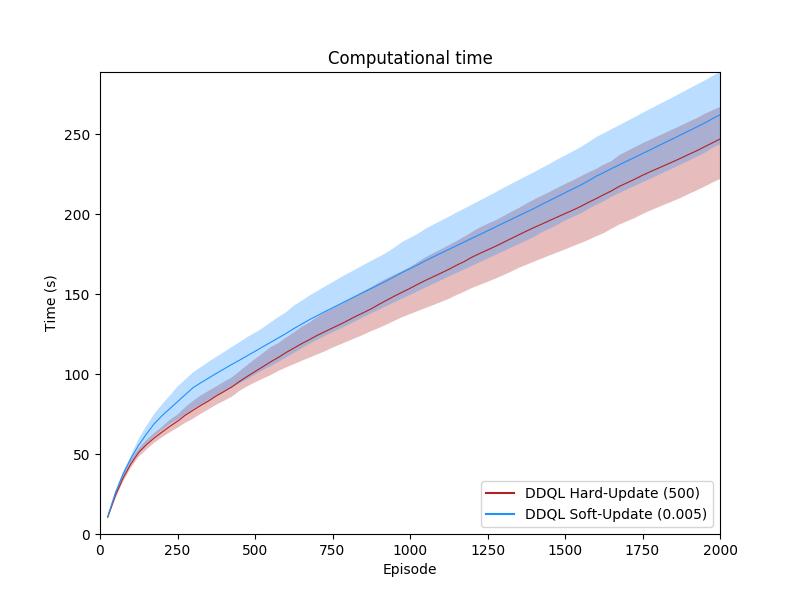 Computational time
Time (s)
250
200
150
100
50
0
0 250 500 750 1000 1250 1500 1750 2000
Episode
DDQL Hard-Update (500)
DDQL Soft-Update (0.005)